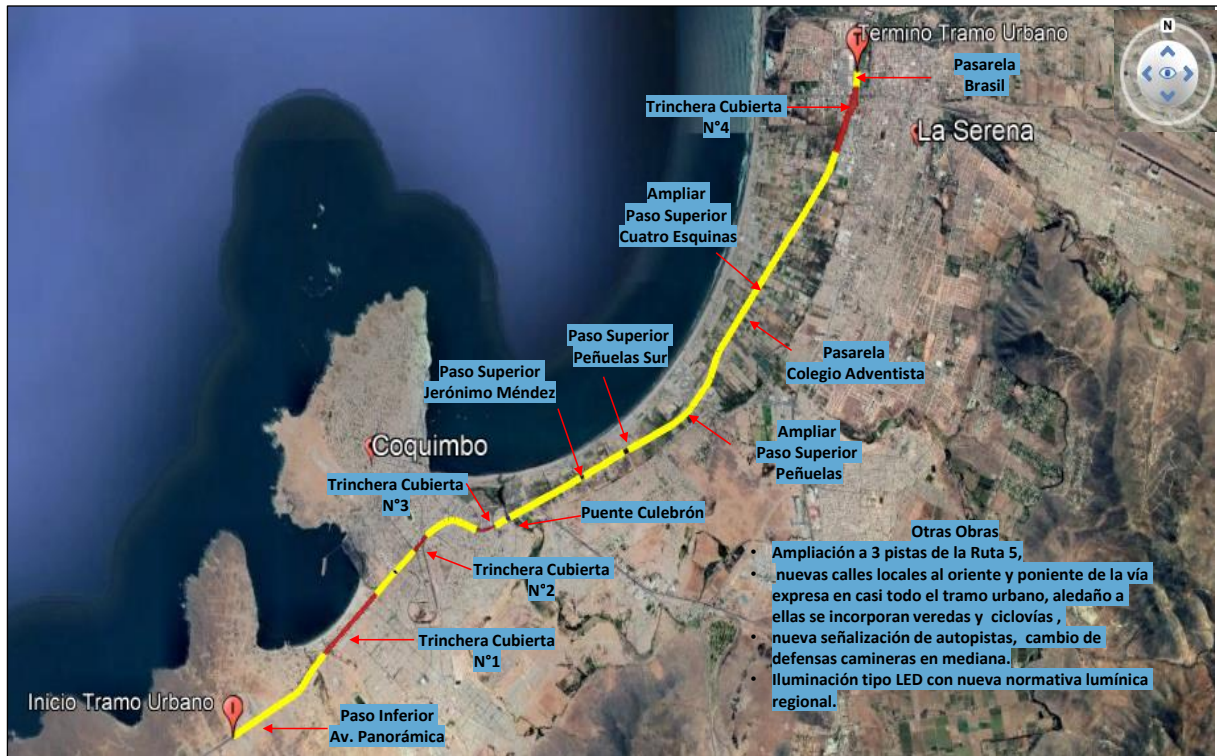 N
Termino Tramo Urbano
Pasarela
Brasil
Trinchera Cubierta
N°4
La Serena
Ampliar
Paso Superior
Cuatro Esquinas
Paso Superior
Peñuelas Sur
Pasarela
Colegio Adventista
Paso Superior
Jerónimo Méndez
Ampliar
Paso Superior
Peñuelas
Coquimbo
Trinchera Cubierta
N°3
Puente Culebrón
Trinchera Cubierta
N°2
Trinchera Cubierta
N°1
Inicio Tramo Urbano
Paso Inferior
Av. Panorámica
Otras Obras
• Ampliación a 3 pistas de la Ruta 5,
• nuevas calles locales al oriente y poniente de la vía
expresa en casi todo el tramo urbano, aledaño a
ellas se incorporan veredas y ciclovías ,
• nueva señalización de autopistas, cambio de
defensas camineras en mediana.
• Iluminación tipo LED con nueva normativa lumínica
regional.
T
I